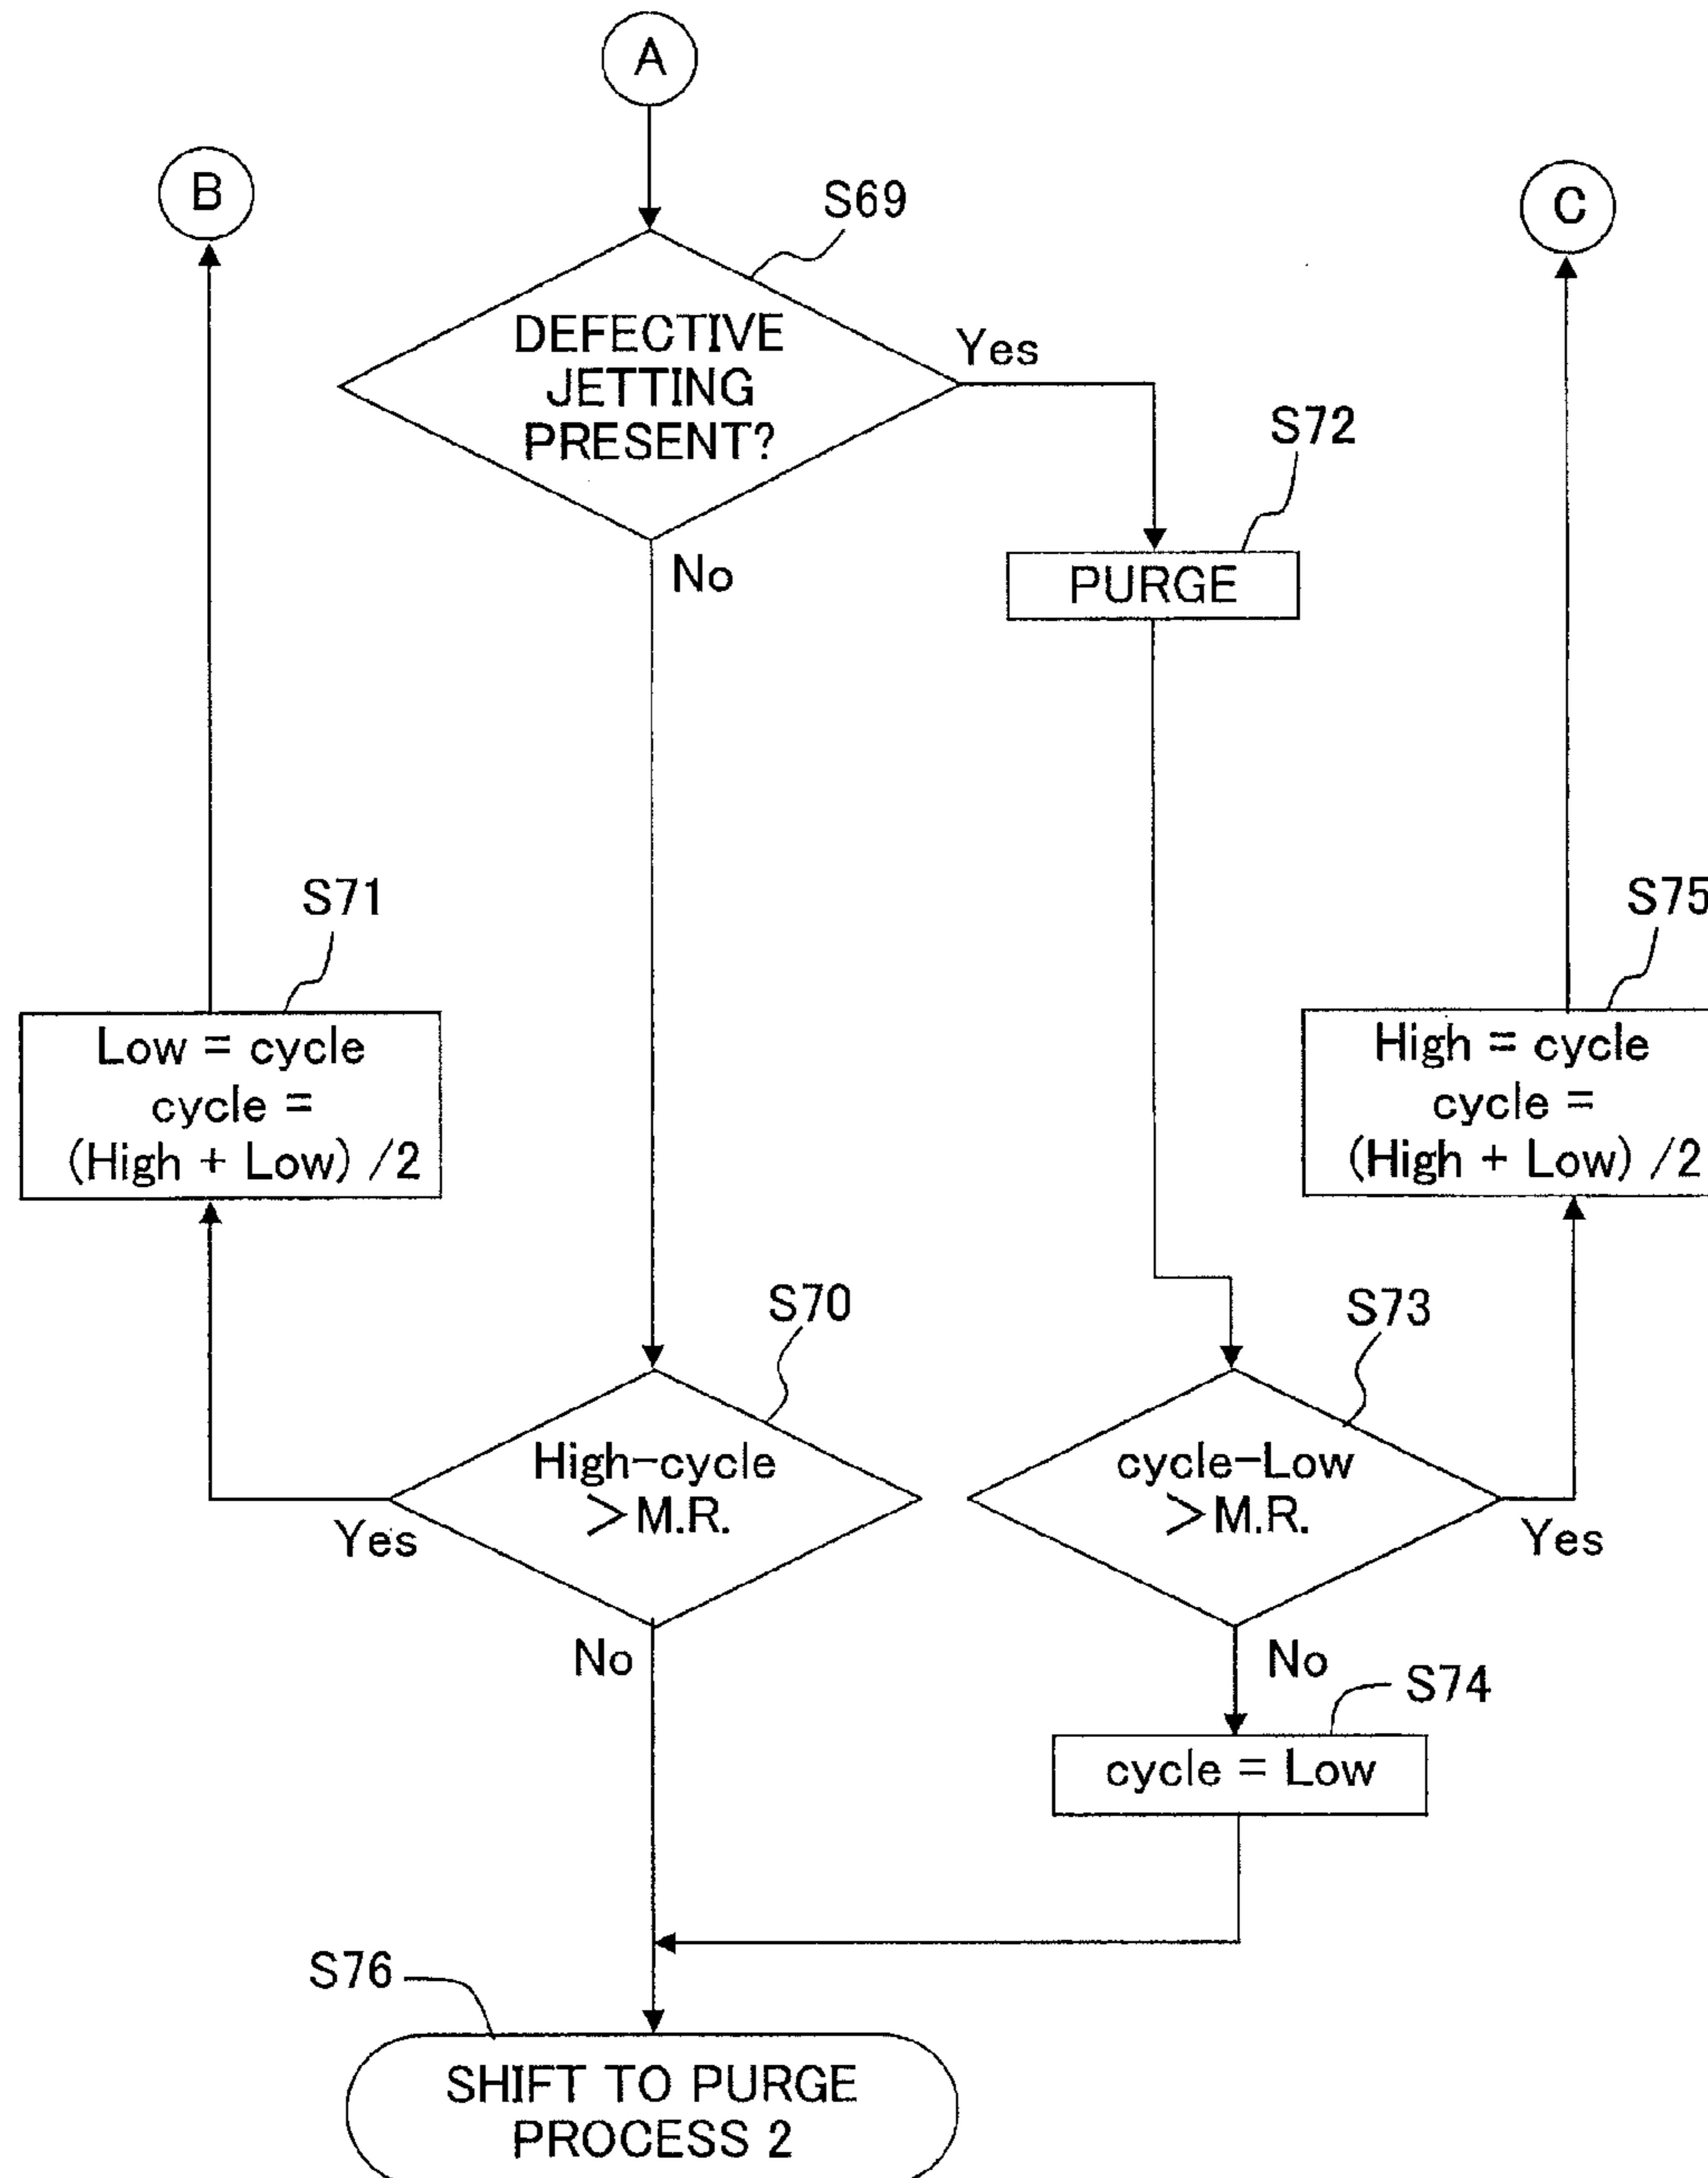 A
B
C
S69
DEFECTIVE
JETTING
PRESENT?
Yes
No
S72
PURGE
S71
Low = cycle
cycle =
(High + Low) /2
S75
High = cycle
cycle =
(High + Low) /2
S70
High-cycle
>M.R.
Yes
No
S73
cycle-Low
>M.R.
Yes
No
S74
cycle = Low
S76
SHIFT TO PURGE
PROCESS 2